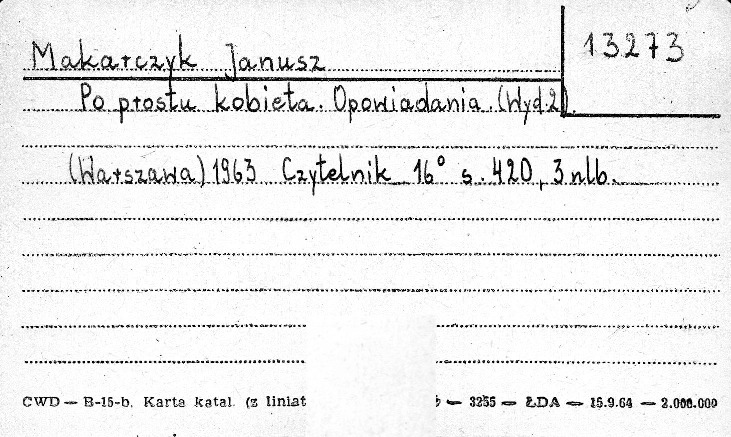 13273
Makarczyk Janusz
Po prostu kobieta. Opowiadania. (Wyd. 2).
(Warszawa) 1963 Czytelnik 16° s. 420, 3 nlb.
CWD — B-15-b. Karta katal. (z liniat — 3255 — ŁDA — 15.9.64 — 2.000.000